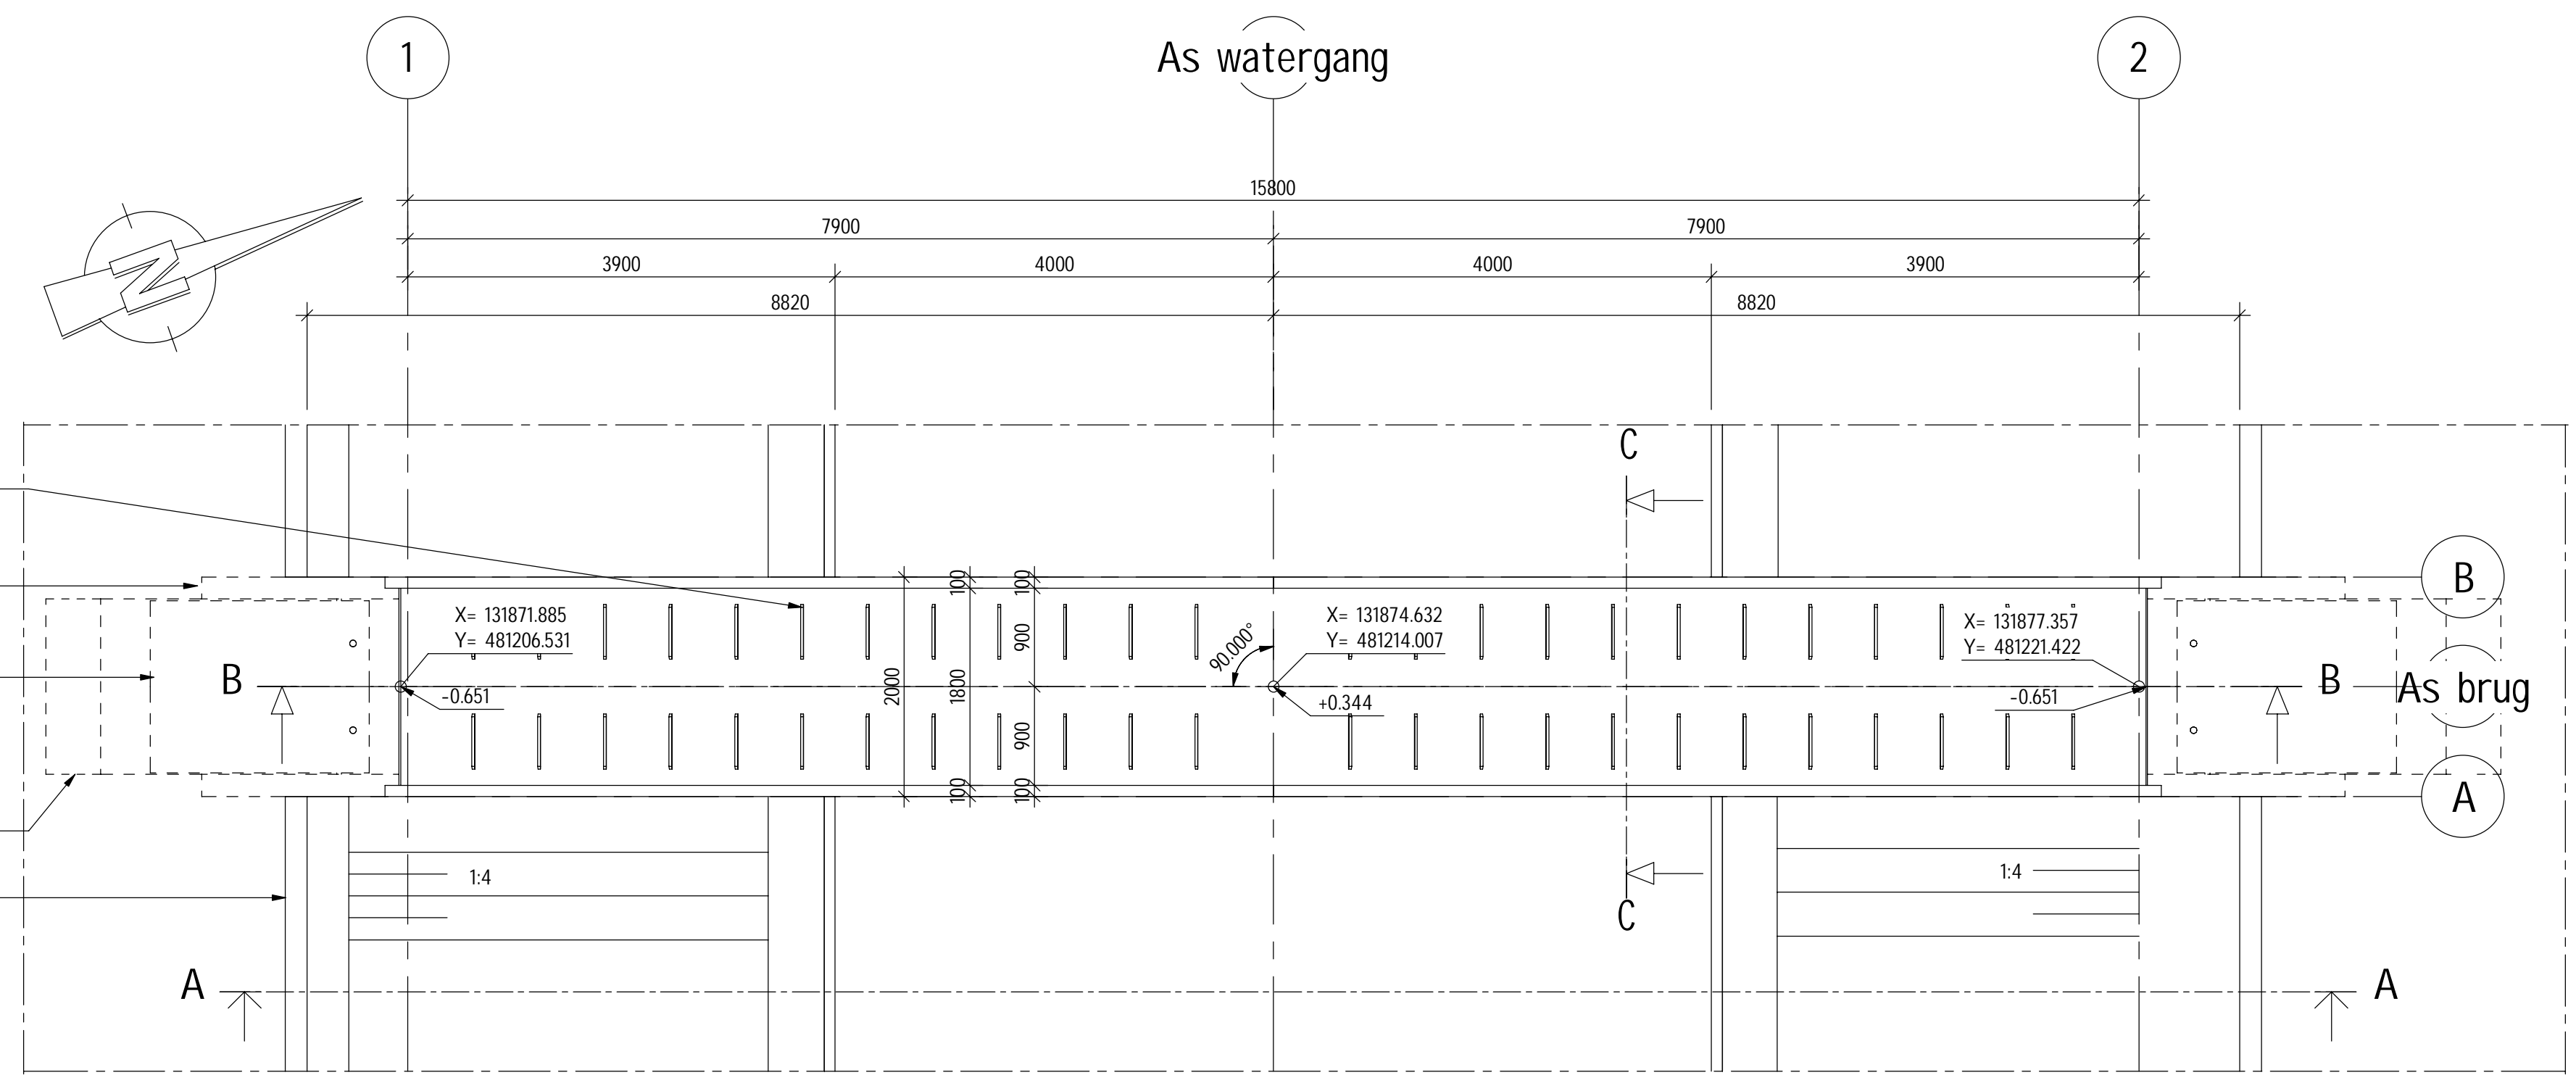 1
As watergang
2
15800
7900
7900
3900
4000
4000
3900
8820
8820
N
C
B
100
100
X= 131871.885
Y= 481206.531
X= 131874.632
Y= 481214.007
X= 131877.357
Y= 481221.422
900
90.000°
B
-0.651
2000
1800
+0.344
-0.651
B
As brug
900
100
100
A
1:4
1:4
C
A
A